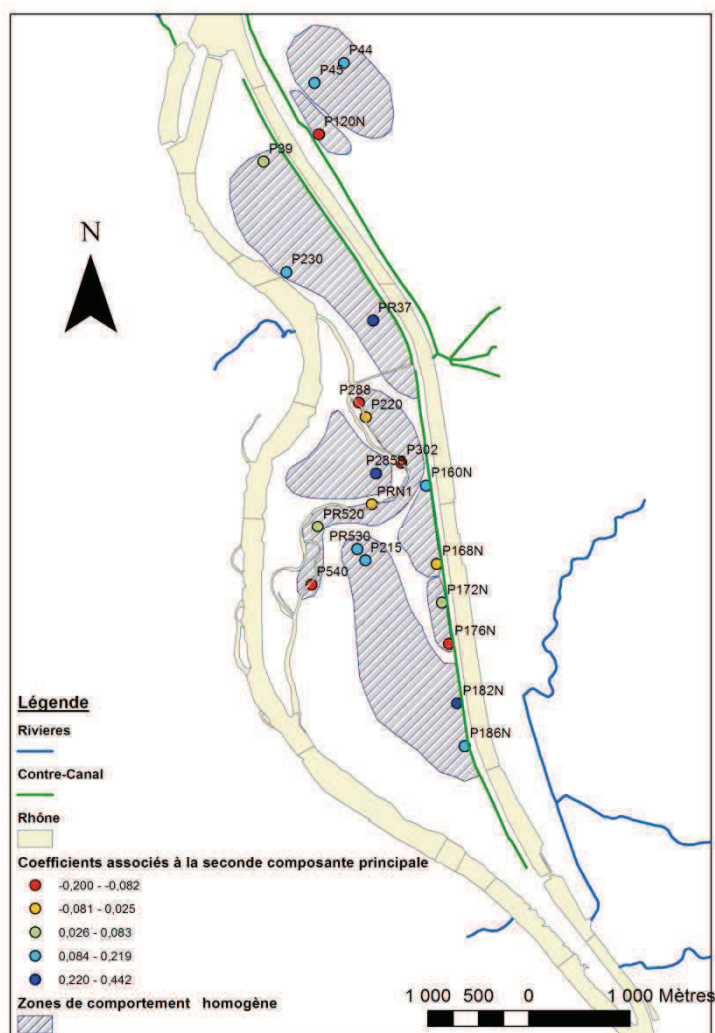 P44
P45
P120N
P39
N
P230
PR37
P288
P220
P302
P285B
P160N
PRN1
PR520
PR530
P215
P168N
P540
P172N
P176N
P182N
P186N
Légende
Rivieres
Contre-Canal
Rhône
Coefficients associés à la seconde composante principale
-0,200 - -0,082
-0,081 - 0,025
0,026 - 0,083
0,084 - 0,219
0,220 - 0,442
Zones de comportement homogène
1 000 500 0 1 000 Mètres